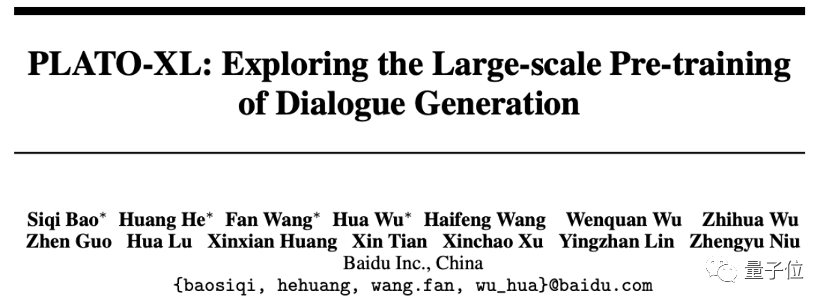 PLATO-XL: Exploring the Large-scale Pre-training
of Dialogue Generation
Siqi Bao* Huang He* Fan Wang* Hua Wu* Haifeng Wang Wenquan Wu Zhihua Wu
Zhen Guo Hua Lu Xinxian Huang Xin Tian Xinchao Xu Yingzhan Lin Zhengyu Niu
Baidu Inc., China
{baosiqi, hehuang, wang.fan, wu_hua}@baidu.com
量子位